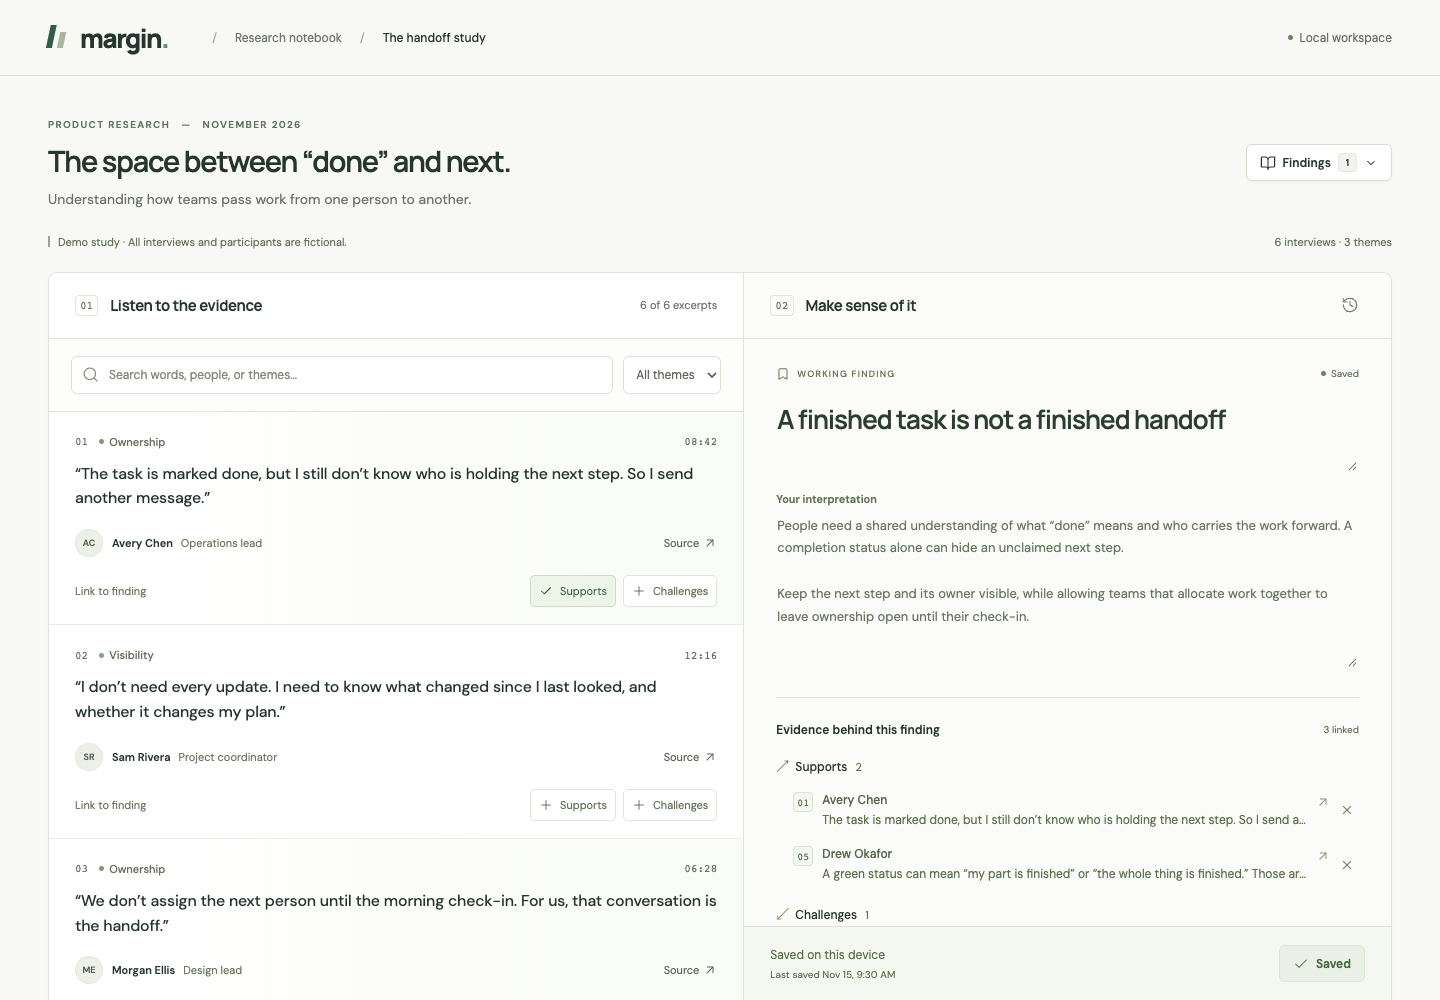 margin.
/ Research notebook / The handoff study
Local workspace
PRODUCT RESEARCH — NOVEMBER 2026
The space between “done” and next.
Understanding how teams pass work from one person to another.
Findings 1
Demo study · All interviews and participants are fictional.
6 interviews · 3 themes
01 Listen to the evidence
6 of 6 excerpts
Search words, people, or themes…
All themes
01 Ownership 08:42
“The task is marked done, but I still don’t know who is holding the next step. So I send
another message.”
AC Avery Chen Operations lead Source
Link to finding Supports Challenges
02 Visibility 12:16
“I don’t need every update. I need to know what changed since I last looked, and
whether it changes my plan.”
SR Sam Rivera Project coordinator Source
Link to finding Supports Challenges
03 Ownership 06:28
“We don’t assign the next person until the morning check-in. For us, that conversation is
the handoff.”
ME Morgan Ellis Design lead Source
02 Make sense of it
WORKING FINDING Saved
A finished task is not a finished handoff
Your interpretation
People need a shared understanding of what “done” means and who carries the work forward. A
completion status alone can hide an unclaimed next step.
Keep the next step and its owner visible, while allowing teams that allocate work together to
leave ownership open until their check-in.
Evidence behind this finding 3 linked
Supports 2
01 Avery Chen
The task is marked done, but I still don’t know who is holding the next step. So I send a…
05 Drew Okafor
A green status can mean “my part is finished” or “the whole thing is finished.” Those ar…
Challenges 1
Saved on this device
Last saved Nov 15, 9:30 AM
Saved